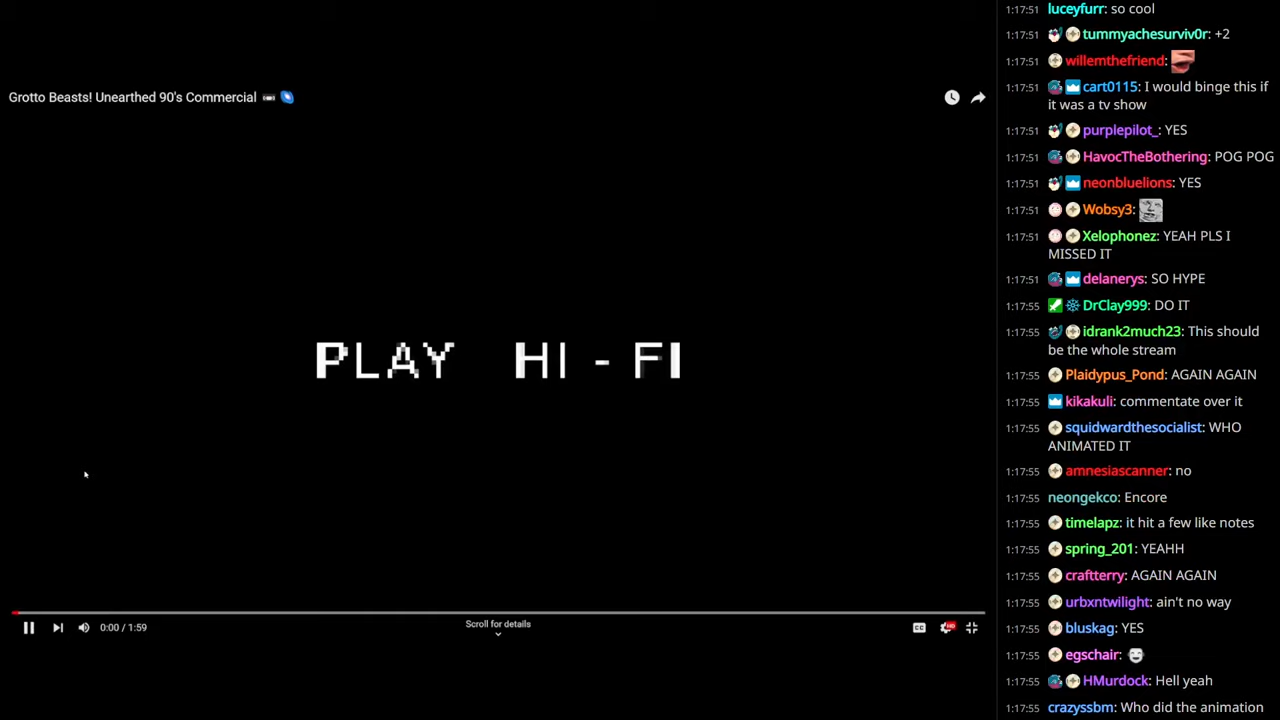 Grotto Beasts! Unearthed 90's Commercial
PLAY HI - FI
0:00 / 1:59
Scroll for details
CC
HD
1:17:51 luceyfurr: so cool
1:17:51 tummyachesurviv0r: +2
1:17:51 willemthefriend:
1:17:51 cart0115: I would binge this if
it was a tv show
1:17:51 purplepilot_: YES
1:17:51 HavocTheBothering: POG POG
1:17:51 neonbluelions: YES
1:17:51 Wobsy3:
1:17:51 Xelophonez: YEAH PLS I
MISSED IT
1:17:51 delanerys: SO HYPE
1:17:55 DrClay999: DO IT
1:17:55 idrank2much23: This should
be the whole stream
1:17:55 Plaidypus_Pond: AGAIN AGAIN
1:17:55 kikakuli: commentate over it
1:17:55 squidwardthesocialist: WHO
ANIMATED IT
1:17:55 amnesiascanner: no
1:17:55 neongekco: Encore
1:17:55 timelapz: it hit a few like notes
1:17:55 spring_201: YEAHH
1:17:55 craftterry: AGAIN AGAIN
1:17:55 urbxntwilight: ain't no way
1:17:55 bluskag: YES
1:17:55 egschair:
1:17:55 HMurdock: Hell yeah
1:17:55 crazyssbm: Who did the animation